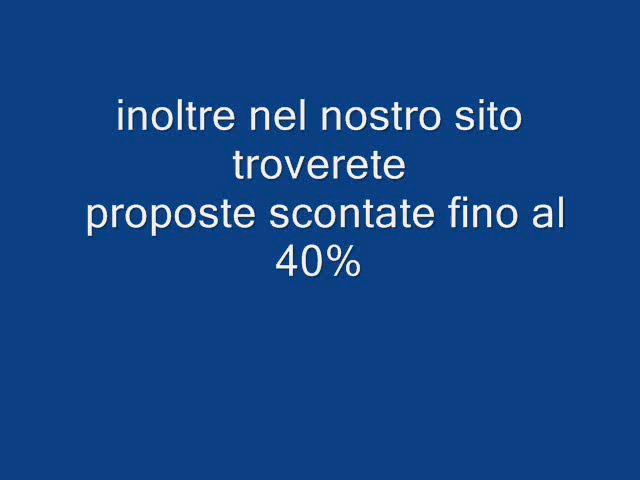 inoltre nel nostro sito
troverete
proposte scontate fino al
40%